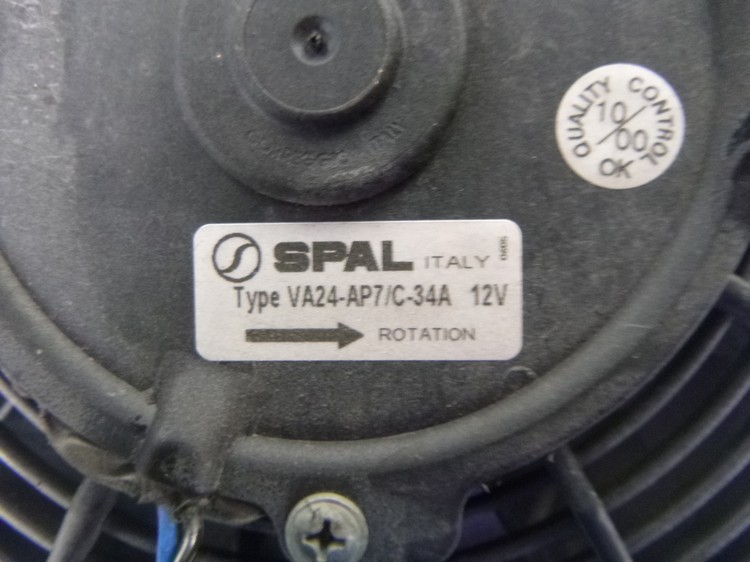 QUALITY CONTROL
10/00
OK
SPAL ITALY
Type VA24-AP7/C-34A 12V
ROTATION